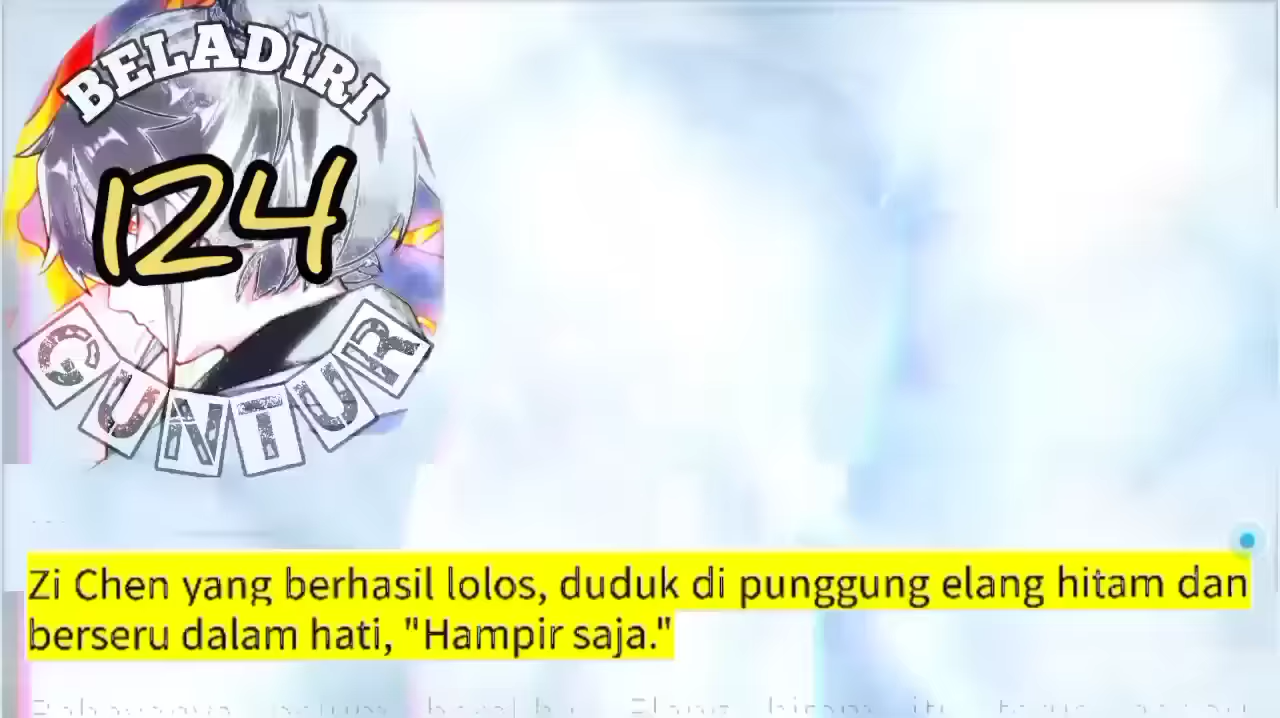 BELADIRI
124
GUNTUR
Zi Chen yang berhasil lolos, duduk di punggung elang hitam dan
berseru dalam hati, "Hampir saja."